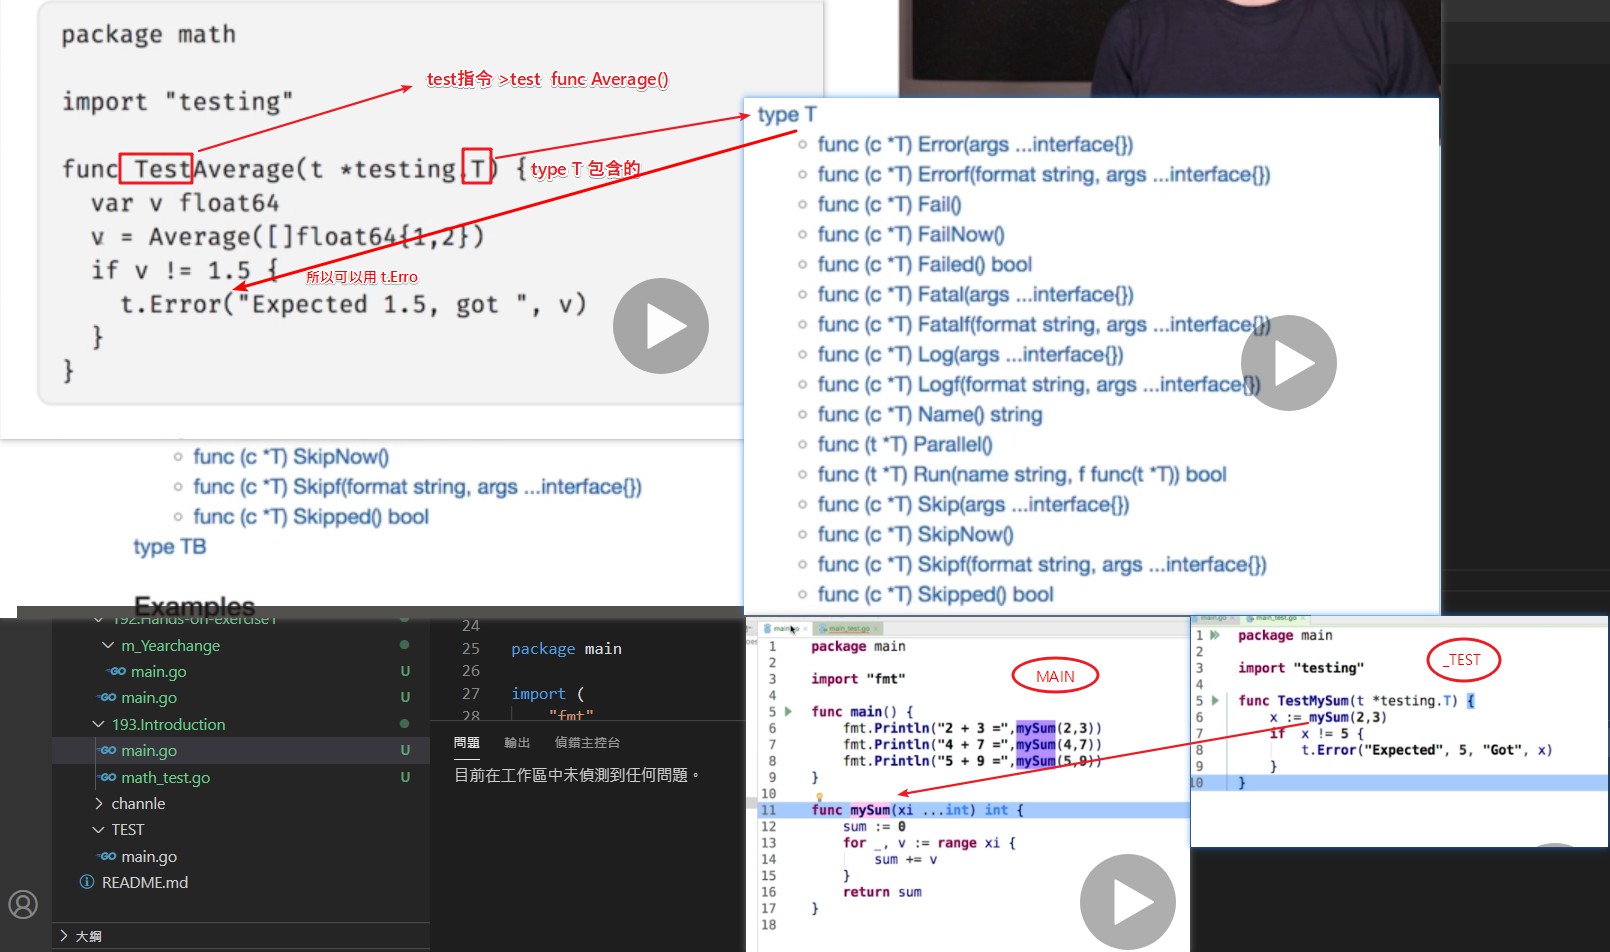 package math
import "testing"
test指令 >test func Average()
func TestAverage(t *testing.T) {
type T 包含的
var v float64
v = Average([]float64{1,2})
if v != 1.5 {
所以可以用 t.Erro
t.Error("Expected 1.5, got ", v)
}
}
func (c *T) SkipNow()
func (c *T) Skipf(format string, args ...interface{})
func (c *T) Skipped() bool
type TB
Examples
type T
func (c *T) Error(args ...interface{})
func (c *T) Errorf(format string, args ...interface{})
func (c *T) Fail()
func (c *T) FailNow()
func (c *T) Failed() bool
func (c *T) Fatal(args ...interface{})
func (c *T) Fatalf(format string, args ...interface{})
func (c *T) Log(args ...interface{})
func (c *T) Logf(format string, args ...interface{})
func (c *T) Name() string
func (t *T) Parallel()
func (t *T) Run(name string, f func(t *T)) bool
func (c *T) Skip(args ...interface{})
func (c *T) SkipNow()
func (c *T) Skipf(format string, args ...interface{})
func (c *T) Skipped() bool
192.Hands-on-exercise1
m_Yearchange
main.go U
main.go U
193.Introduction
main.go U
math_test.go U
channle
TEST
main.go
README.md
大綱
24
25 package main
26
27 import (
28 "fmt"
問題 輸出 偵錯主控台
目前在工作區中未偵測到任何問題。
main.go main_test.go
1 package main
2
3 import "fmt"
MAIN
4
5 func main() {
6 fmt.Println("2 + 3 =",mySum(2,3))
7 fmt.Println("4 + 7 =",mySum(4,7))
8 fmt.Println("5 + 9 =",mySum(5,9))
9 }
10
11 func mySum(xi ...int) int {
12 sum := 0
13 for _, v := range xi {
14 sum += v
15 }
16 return sum
17 }
18
main.go main_test.go
1 package main
2
_TEST
3 import "testing"
4
5 func TestMySum(t *testing.T) {
6 x := mySum(2,3)
7 if x != 5 {
8 t.Error("Expected", 5, "Got", x)
9 }
10 }